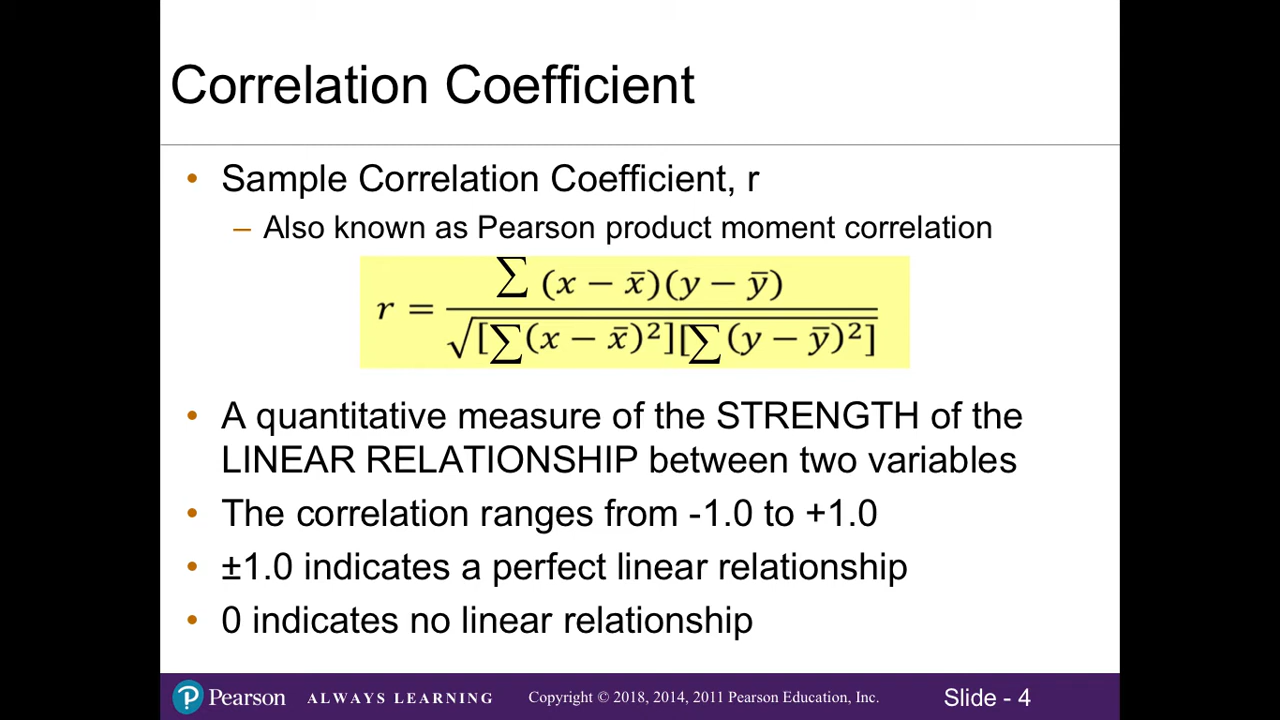 Correlation Coefficient
• Sample Correlation Coefficient, r
– Also known as Pearson product moment correlation
r = ∑ (x − x̄)(y − ȳ) / √[∑(x − x̄)²][∑(y − ȳ)²]
• A quantitative measure of the STRENGTH of the
LINEAR RELATIONSHIP between two variables
• The correlation ranges from -1.0 to +1.0
• ±1.0 indicates a perfect linear relationship
• 0 indicates no linear relationship
P Pearson ALWAYS LEARNING Copyright © 2018, 2014, 2011 Pearson Education, Inc. Slide - 4